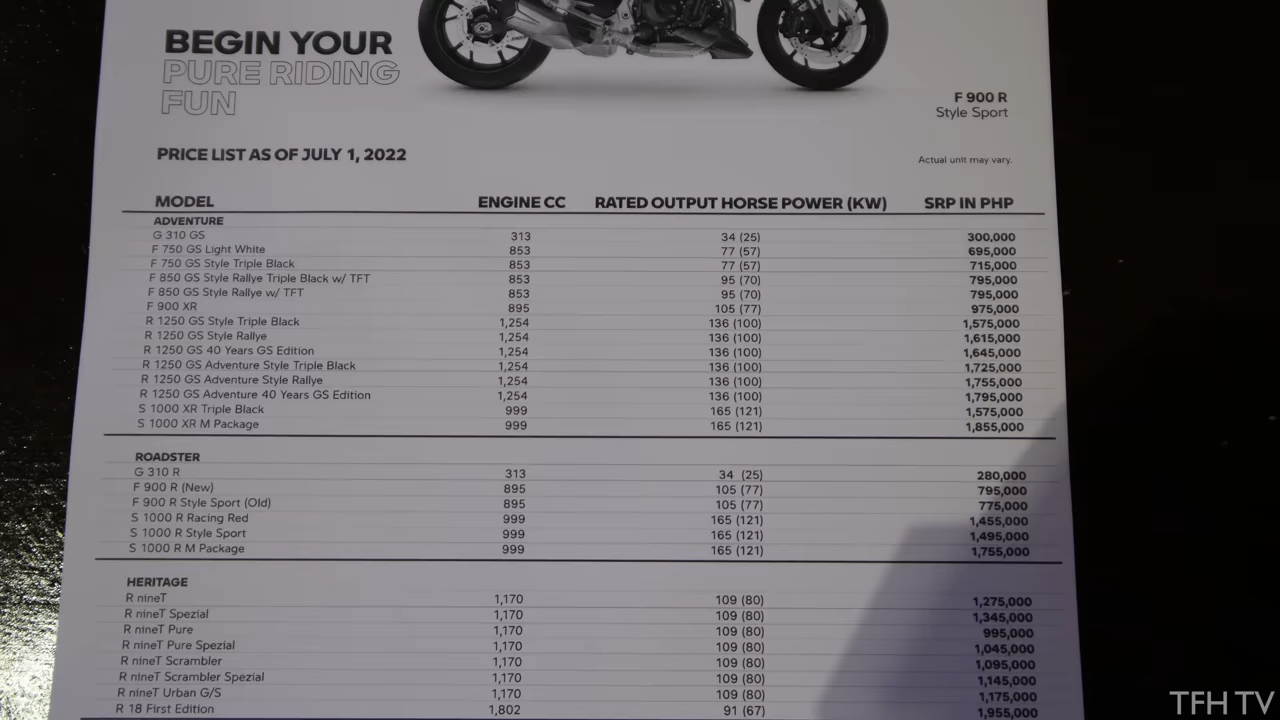 BEGIN YOUR
PURE RIDING
FUN
F 900 R
Style Sport
PRICE LIST AS OF JULY 1, 2022
Actual unit may vary.
MODEL ENGINE CC RATED OUTPUT HORSE POWER (KW) SRP IN PHP
ADVENTURE
G 310 GS 313 34 (25) 300,000
F 750 GS Light White 853 77 (57) 695,000
F 750 GS Style Triple Black 853 77 (57) 715,000
F 850 GS Style Rallye Triple Black w/ TFT 853 95 (70) 795,000
F 850 GS Style Rallye w/ TFT 853 95 (70) 795,000
F 900 XR 895 105 (77) 975,000
R 1250 GS Style Triple Black 1,254 136 (100) 1,575,000
R 1250 GS Style Rallye 1,254 136 (100) 1,615,000
R 1250 GS 40 Years GS Edition 1,254 136 (100) 1,645,000
R 1250 GS Adventure Style Triple Black 1,254 136 (100) 1,725,000
R 1250 GS Adventure Style Rallye 1,254 136 (100) 1,755,000
R 1250 GS Adventure 40 Years GS Edition 1,254 136 (100) 1,795,000
S 1000 XR Triple Black 999 165 (121) 1,575,000
S 1000 XR M Package 999 165 (121) 1,855,000
ROADSTER
G 310 R 313 34 (25) 280,000
F 900 R (New) 895 105 (77) 795,000
F 900 R Style Sport (Old) 895 105 (77) 775,000
S 1000 R Racing Red 999 165 (121) 1,455,000
S 1000 R Style Sport 999 165 (121) 1,495,000
S 1000 R M Package 999 165 (121) 1,755,000
HERITAGE
R nineT 1,170 109 (80) 1,275,000
R nineT Spezial 1,170 109 (80) 1,345,000
R nineT Pure 1,170 109 (80) 995,000
R nineT Pure Spezial 1,170 109 (80) 1,045,000
R nineT Scrambler 1,170 109 (80) 1,095,000
R nineT Scrambler Spezial 1,170 109 (80) 1,145,000
R nineT Urban G/S 1,170 109 (80) 1,175,000
R 18 First Edition 1,802 91 (67) 1,955,000
TFH TV